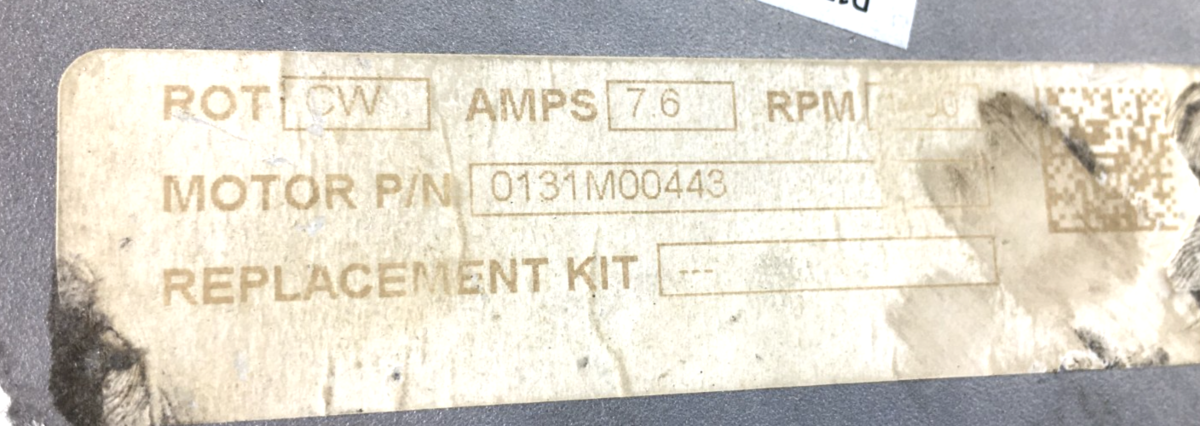 ROT CW AMPS 7.6 RPM
MOTOR P/N 0131M00443
REPLACEMENT KIT ---